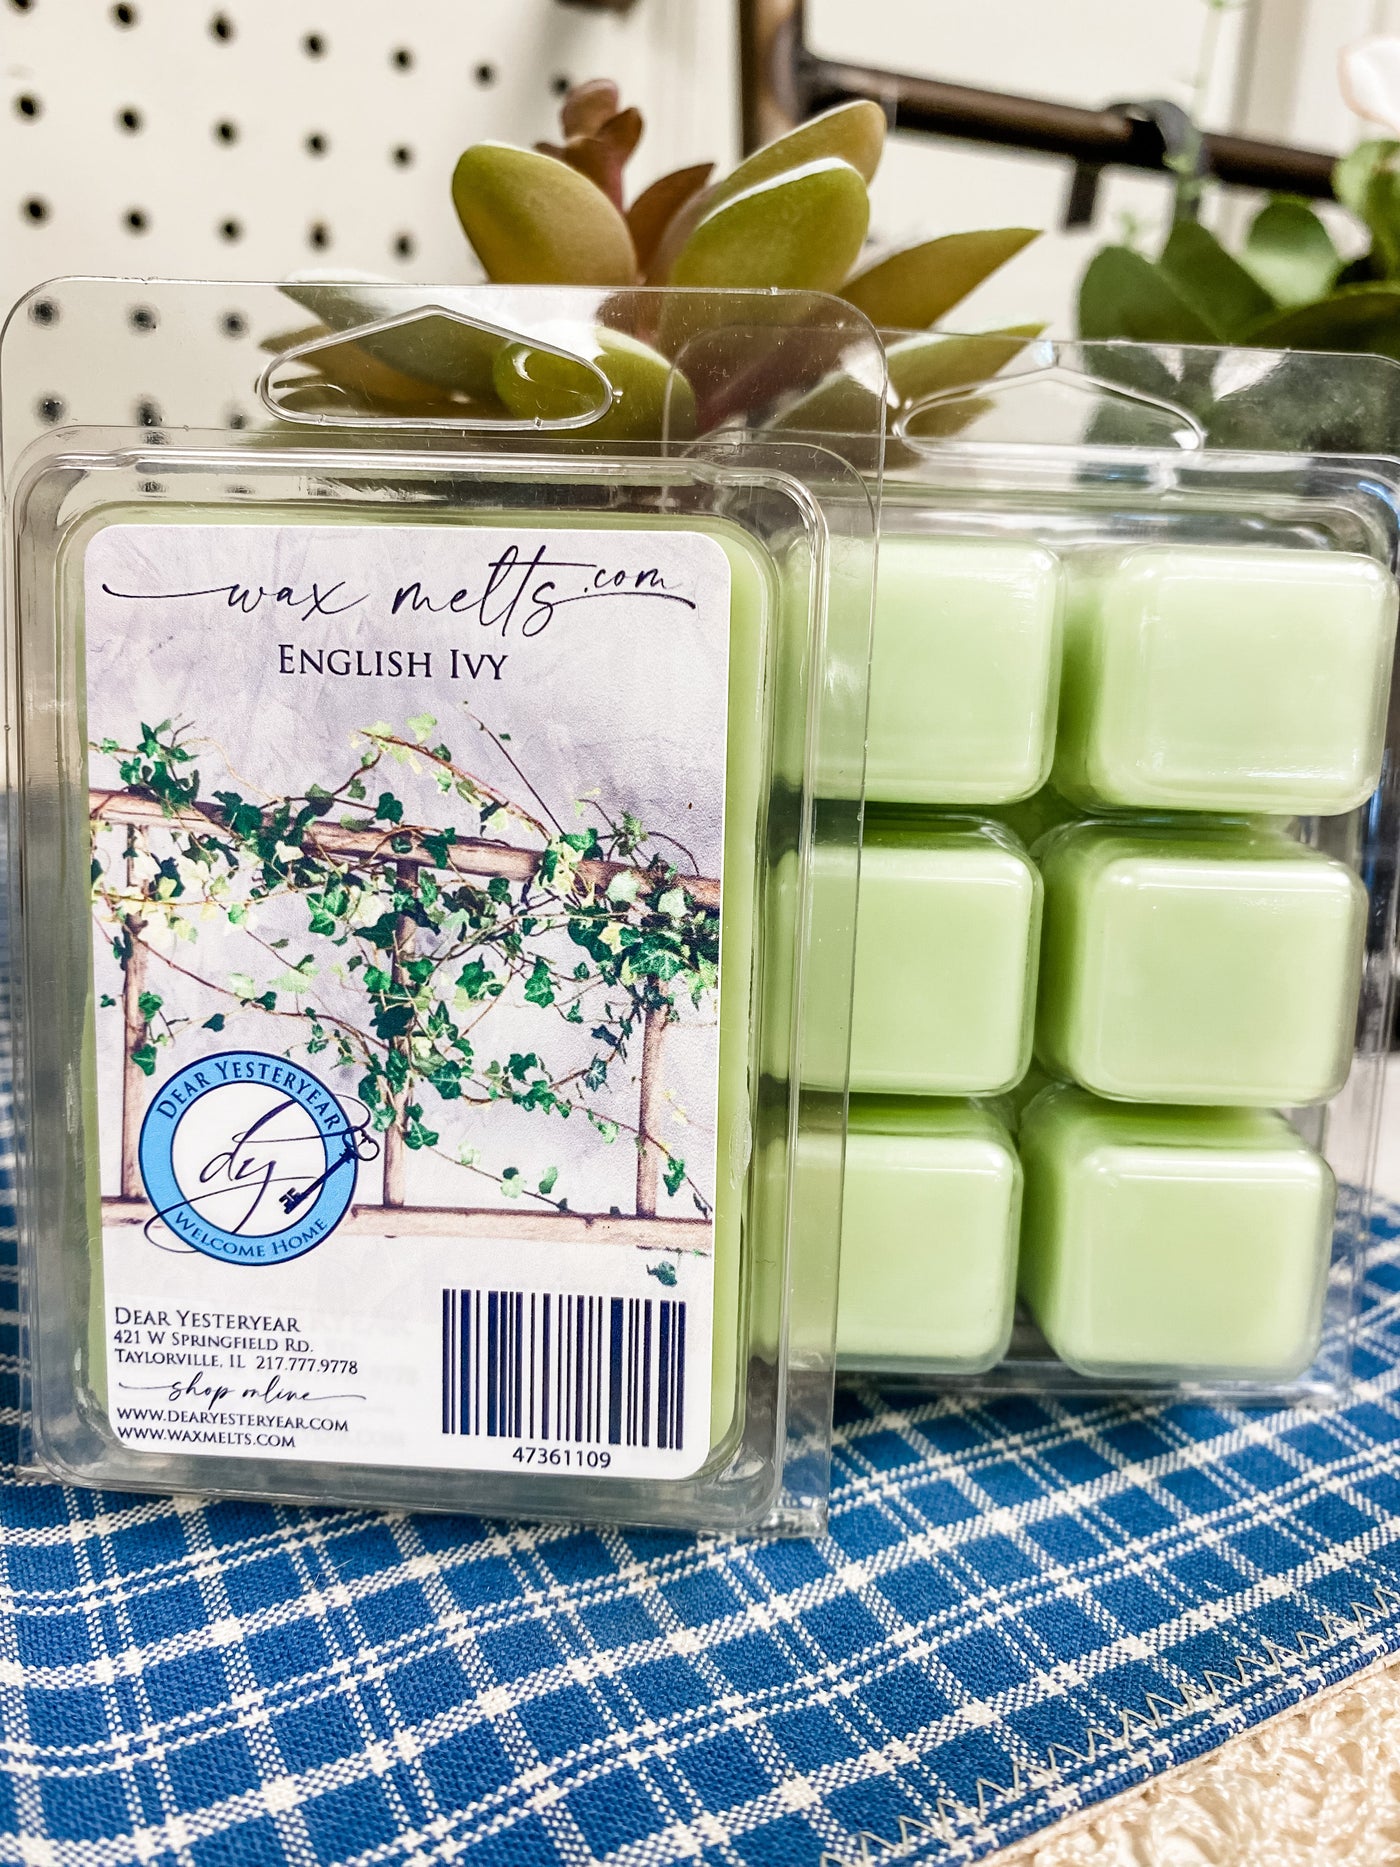 wax melts.com
English Ivy
Dear Yesteryear
dy
Welcome Home
Dear Yesteryear
421 W Springfield Rd.
Taylorville, IL 217.777.9778
shop online
www.dearyesteryear.com
www.waxmelts.com
47361109